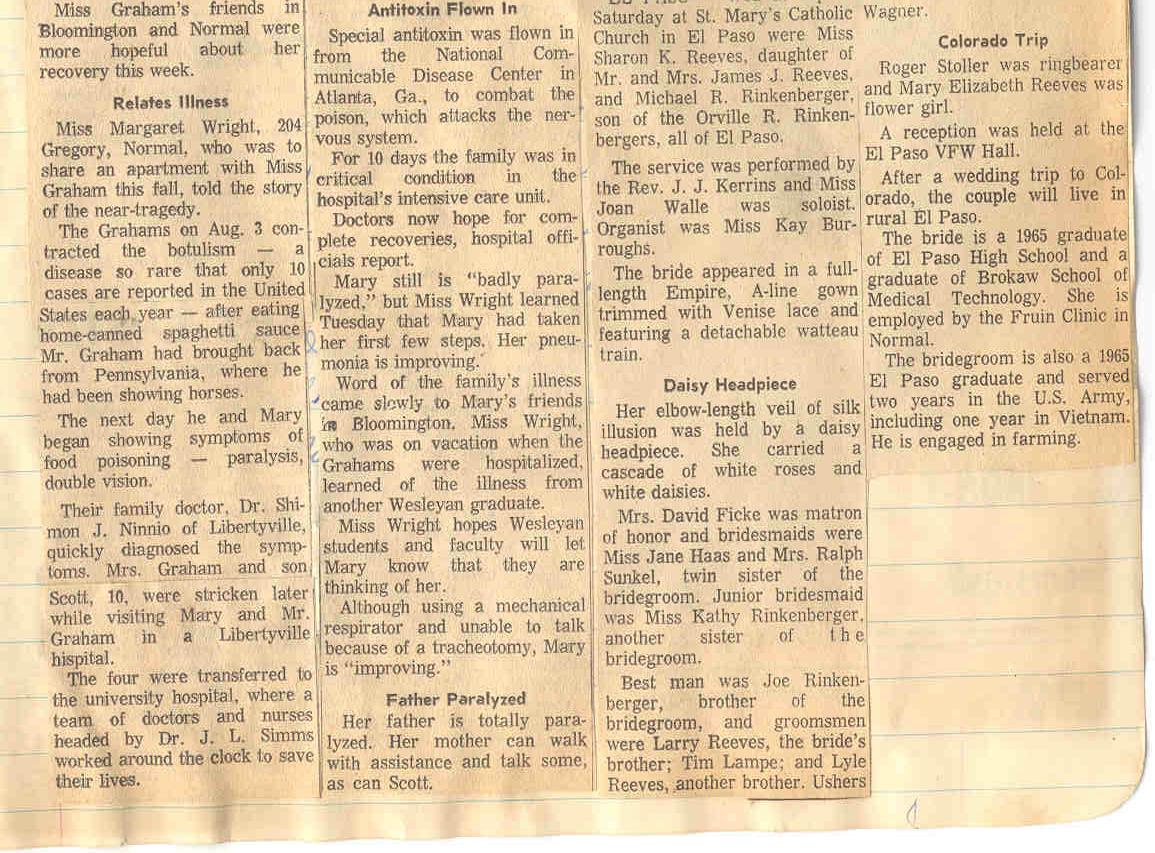 Miss Graham's friends in
Bloomington and Normal were
more hopeful about her
recovery this week.
Relates Illness
Miss Margaret Wright, 204
Gregory, Normal, who was to
share an apartment with Miss
Graham this fall, told the story
of the near-tragedy.
The Grahams on Aug. 3 con-
tracted the botulism — a
disease so rare that only 10
cases are reported in the United
States each year — after eating
home-canned spaghetti sauce
Mr. Graham had brought back
from Pennsylvania, where he
had been showing horses.
The next day he and Mary
began showing symptoms of
food poisoning — paralysis,
double vision.
Their family doctor, Dr. Shi-
mon J. Ninnio of Libertyville,
quickly diagnosed the symp-
toms. Mrs. Graham and son
Scott, 10, were stricken later
while visiting Mary and Mr.
Graham in a Libertyville
hispital.
The four were transferred to
the university hospital, where a
team of doctors and nurses
headed by Dr. J. L. Simms
worked around the clock to save
their lives.
Antitoxin Flown In
Special antitoxin was flown in
from the National Com-
municable Disease Center in
Atlanta, Ga., to combat the
poison, which attacks the ner-
vous system.
For 10 days the family was in
critical condition in the
hospital's intensive care unit.
Doctors now hope for com-
plete recoveries, hospital offi-
cials report.
Mary still is "badly para-
lyzed," but Miss Wright learned
Tuesday that Mary had taken
her first few steps. Her pneu-
monia is improving.
Word of the family's illness
came slowly to Mary's friends
in Bloomington. Miss Wright,
who was on vacation when the
Grahams were hospitalized,
learned of the illness from
another Wesleyan graduate.
Miss Wright hopes Wesleyan
students and faculty will let
Mary know that they are
thinking of her.
Although using a mechanical
respirator and unable to talk
because of a tracheotomy, Mary
is "improving."
Father Paralyzed
Her father is totally para-
lyzed. Her mother can walk
with assistance and talk some,
as can Scott.
Saturday at St. Mary's Catholic
Church in El Paso were Miss
Sharon K. Reeves, daughter of
Mr. and Mrs. James J. Reeves,
and Michael R. Rinkenberger,
son of the Orville R. Rinken-
bergers, all of El Paso.
The service was performed by
the Rev. J. J. Kerrins and Miss
Joan Walle was soloist.
Organist was Miss Kay Bur-
roughs.
The bride appeared in a full-
length Empire, A-line gown
trimmed with Venise lace and
featuring a detachable watteau
train.
Daisy Headpiece
Her elbow-length veil of silk
illusion was held by a daisy
headpiece. She carried a
cascade of white roses and
white daisies.
Mrs. David Ficke was matron
of honor and bridesmaids were
Miss Jane Haas and Mrs. Ralph
Sunkel, twin sister of the
bridegroom. Junior bridesmaid
was Miss Kathy Rinkenberger,
another sister of the
bridegroom.
Best man was Joe Rinken-
berger, brother of the
bridegroom, and groomsmen
were Larry Reeves, the bride's
brother; Tim Lampe; and Lyle
Reeves, another brother. Ushers
Wagner.
Colorado Trip
Roger Stoller was ringbearer
and Mary Elizabeth Reeves was
flower girl.
A reception was held at the
El Paso VFW Hall.
After a wedding trip to Col-
orado, the couple will live in
rural El Paso.
The bride is a 1965 graduate
of El Paso High School and a
graduate of Brokaw School of
Medical Technology. She is
employed by the Fruin Clinic in
Normal.
The bridegroom is also a 1965
El Paso graduate and served
two years in the U.S. Army,
including one year in Vietnam.
He is engaged in farming.